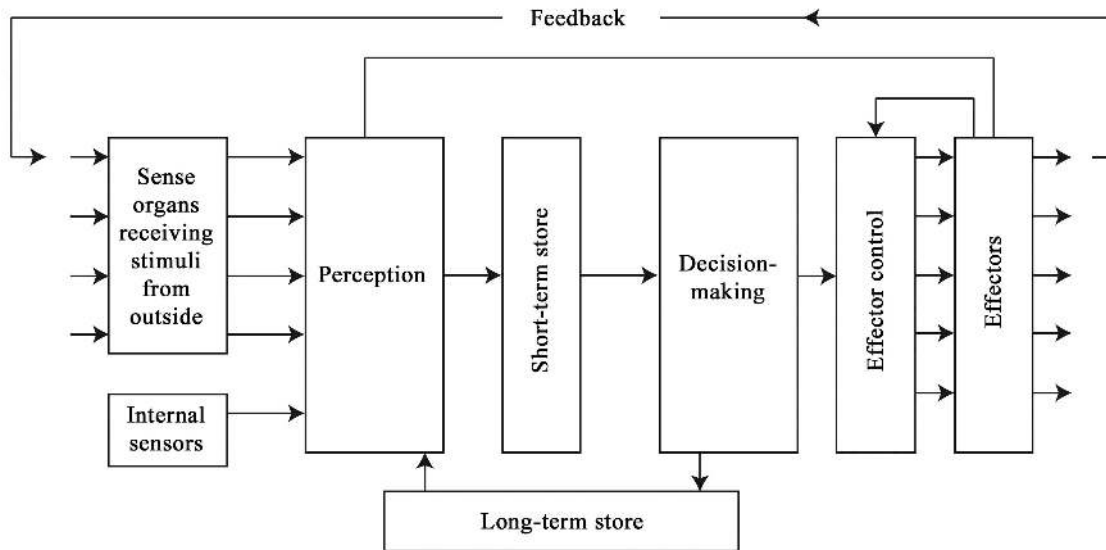 Feedback
Sense
organs
receiving
stimuli
from
outside
Perception
Short-term store
Decision-
making
Effector control
Effectors
Internal
sensors
Long-term store